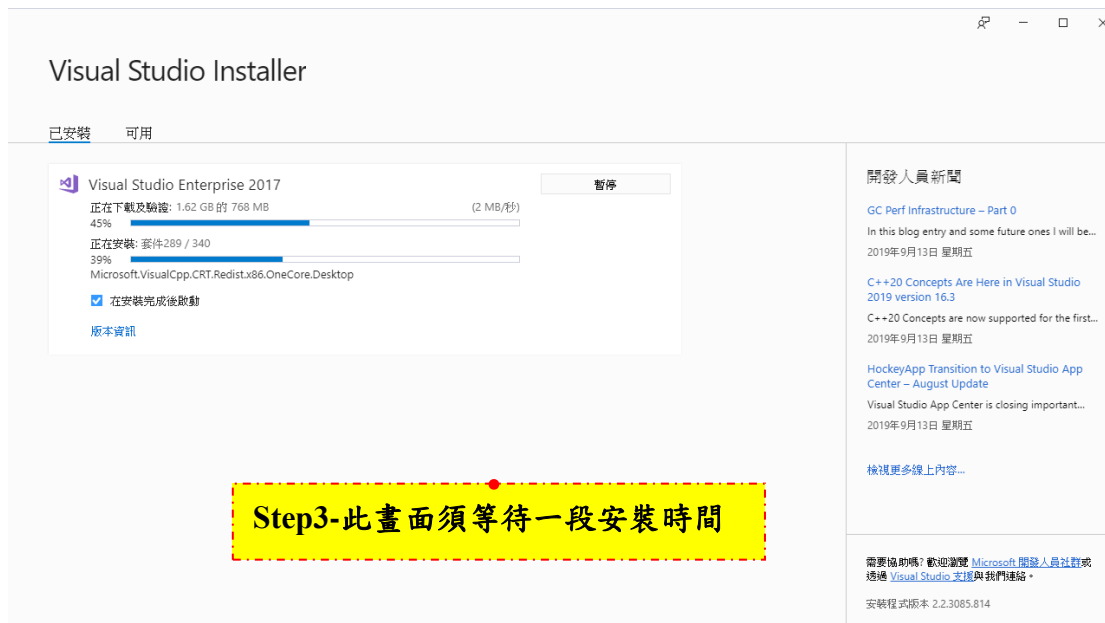 Visual Studio Installer
已安裝 可用
Visual Studio Enterprise 2017
暫停
正在下載及驗證: 1.62 GB 的 768 MB (2 MB/秒)
45%
正在安裝: 套件289 / 340
39%
Microsoft.VisualCpp.CRT.Redist.x86.OneCore.Desktop
在安裝完成後啟動
版本資訊
Step3-此畫面須等待一段安裝時間
開發人員新聞
GC Perf Infrastructure – Part 0
In this blog entry and some future ones I will be...
2019年9月13日 星期五
C++20 Concepts Are Here in Visual Studio
2019 version 16.3
C++20 Concepts are now supported for the first...
2019年9月13日 星期五
HockeyApp Transition to Visual Studio App
Center – August Update
Visual Studio App Center is closing important...
2019年9月13日 星期五
檢視更多線上內容...
需要協助嗎? 歡迎瀏覽 Microsoft 開發人員社群或
透過 Visual Studio 支援與我們連絡。
安裝程式版本 2.2.3085.814